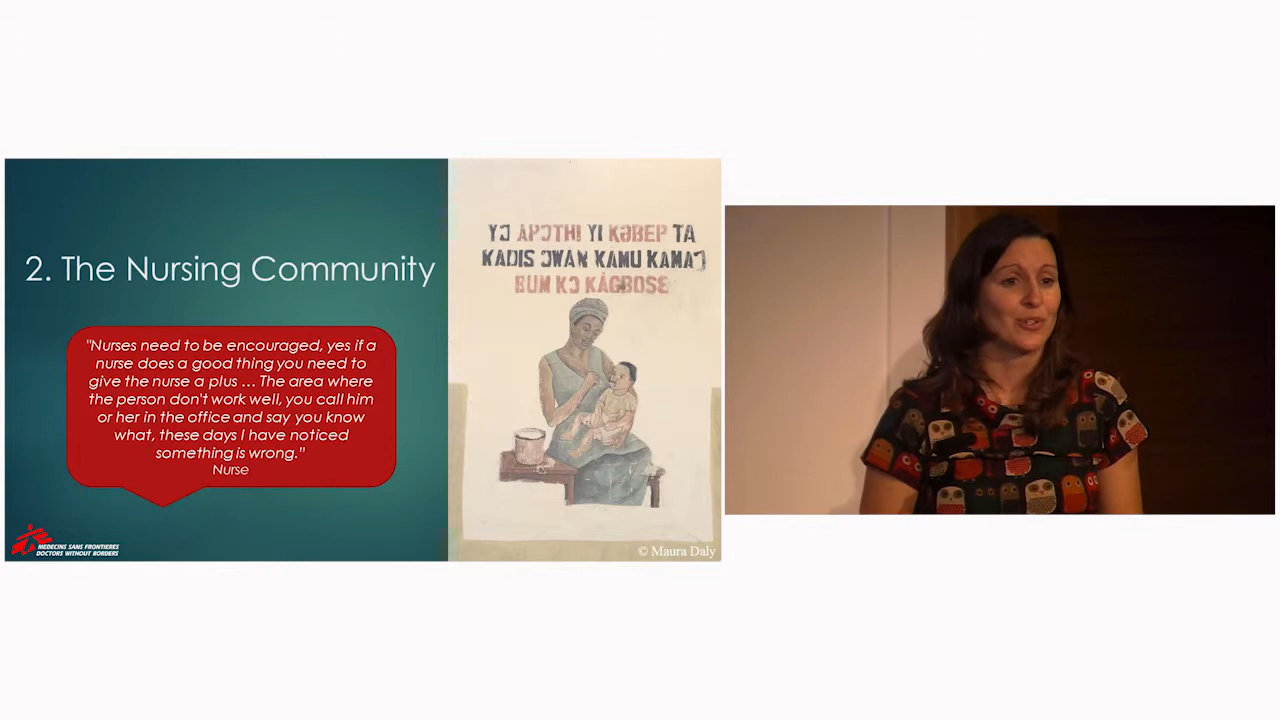 2. The Nursing Community
"Nurses need to be encouraged, yes if a
nurse does a good thing you need to
give the nurse a plus ... The area where
the person don't work well, you call him
or her in the office and say you know
what, these days I have noticed
something is wrong."
Nurse
MEDECINS SANS FRONTIERES
DOCTORS WITHOUT BORDERS
YƆ APƆTHI YI KƏBEP TA
KADIS ƆWAN KAMU KAMAƆ
BUM KƆ KÁGBOSE
© Maura Daly